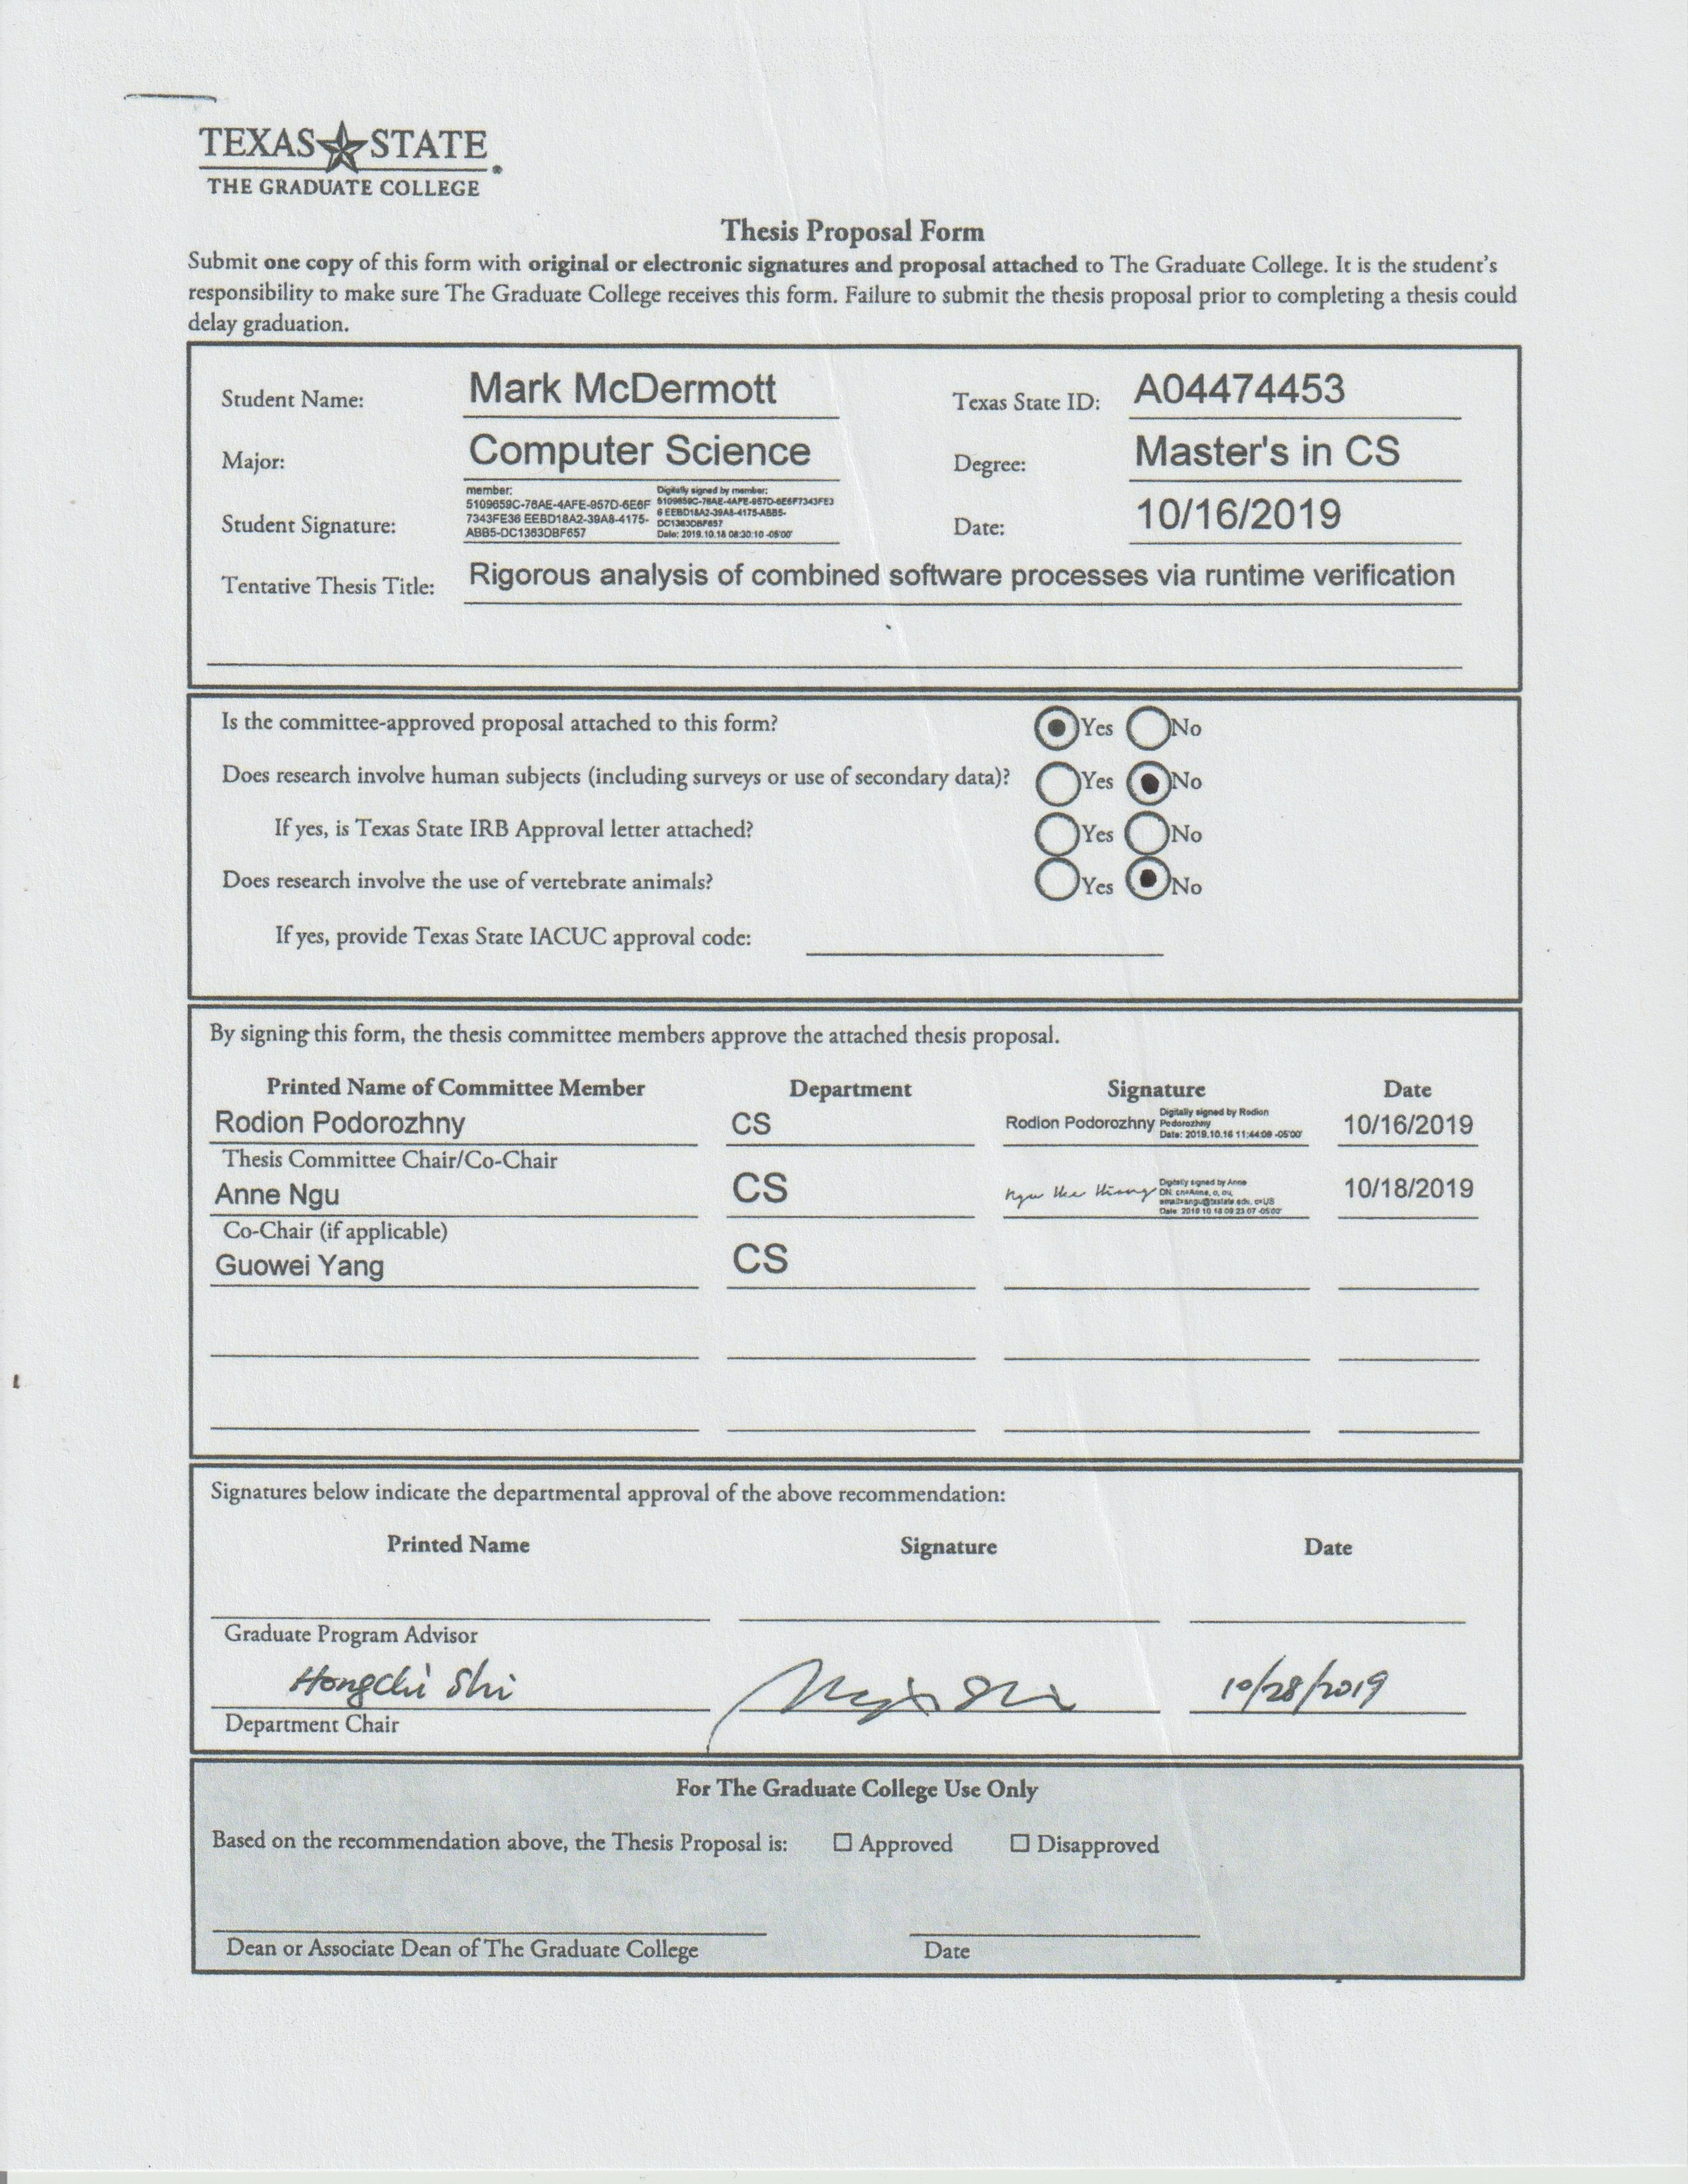 TEXAS STATE
THE GRADUATE COLLEGE
Thesis Proposal Form
Submit one copy of this form with original or electronic signatures and proposal attached to The Graduate College. It is the student's
responsibility to make sure The Graduate College receives this form. Failure to submit the thesis proposal prior to completing a thesis could
delay graduation.
Student Name: Mark McDermott Texas State ID: A04474453
Major: Computer Science Degree: Master's in CS
Student Signature: Date: 10/16/2019
member:
5109659C-76AE-4AFE-957D-6E6F
7343FE36 EEBD18A2-39A8-4175-
ABB5-DC1363DBF657
Digitally signed by member:
5109659C-76AE-4AFE-957D-6E6F7343FE3
6 EEBD18A2-39A8-4175-ABB5-
DC1363DBF657
Date: 2019.10.16 08:30:10 -05'00'
Tentative Thesis Title: Rigorous analysis of combined software processes via runtime verification
Is the committee-approved proposal attached to this form? Yes No
Does research involve human subjects (including surveys or use of secondary data)? Yes No
If yes, is Texas State IRB Approval letter attached? Yes No
Does research involve the use of vertebrate animals? Yes No
If yes, provide Texas State IACUC approval code:
By signing this form, the thesis committee members approve the attached thesis proposal.
Printed Name of Committee Member Department Signature Date
Rodion Podorozhny CS Rodion Podorozhny 10/16/2019
Digitally signed by Rodion
Podorozhny
Date: 2019.10.16 11:44:09 -05'00'
Thesis Committee Chair/Co-Chair
Anne Ngu CS 10/18/2019
Digitally signed by Anne
DN: cn=Anne, o, ou,
email=angu@txstate.edu, c=US
Date: 2019.10.18 09:23:07 -05'00'
Co-Chair (if applicable)
Guowei Yang CS
Signatures below indicate the departmental approval of the above recommendation:
Printed Name Signature Date
Graduate Program Advisor
Hongchi Shi 10/28/2019
Department Chair
For The Graduate College Use Only
Based on the recommendation above, the Thesis Proposal is: Approved Disapproved
Dean or Associate Dean of The Graduate College Date